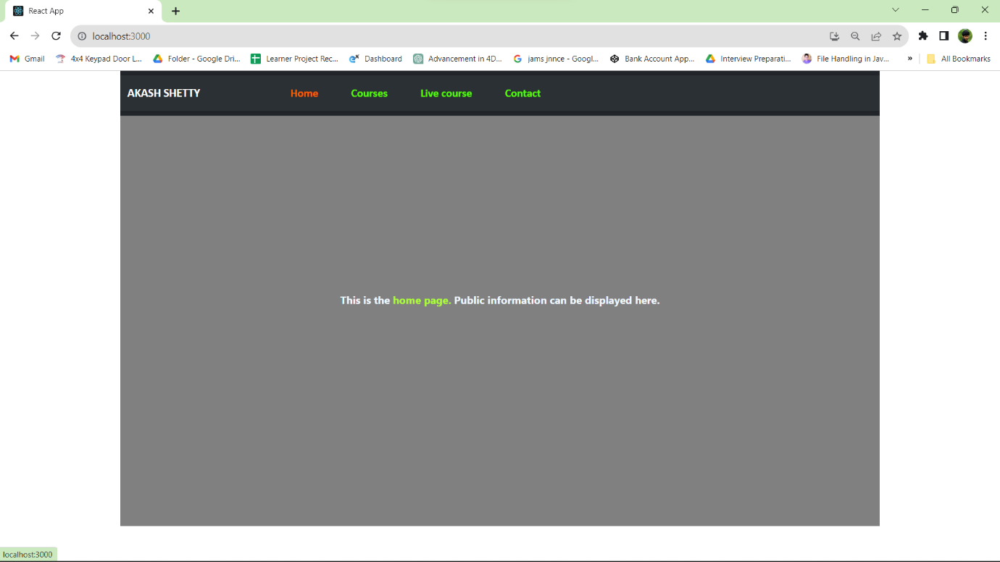 React App
localhost:3000
Gmail 4x4 Keypad Door L... Folder - Google Dri... Learner Project Rec... Dashboard Advancement in 4D... jams jnnce - Googl... Bank Account App... Interview Preparati... File Handling in Jav... » All Bookmarks
AKASH SHETTY Home Courses Live course Contact
This is the home page. Public information can be displayed here.
localhost:3000